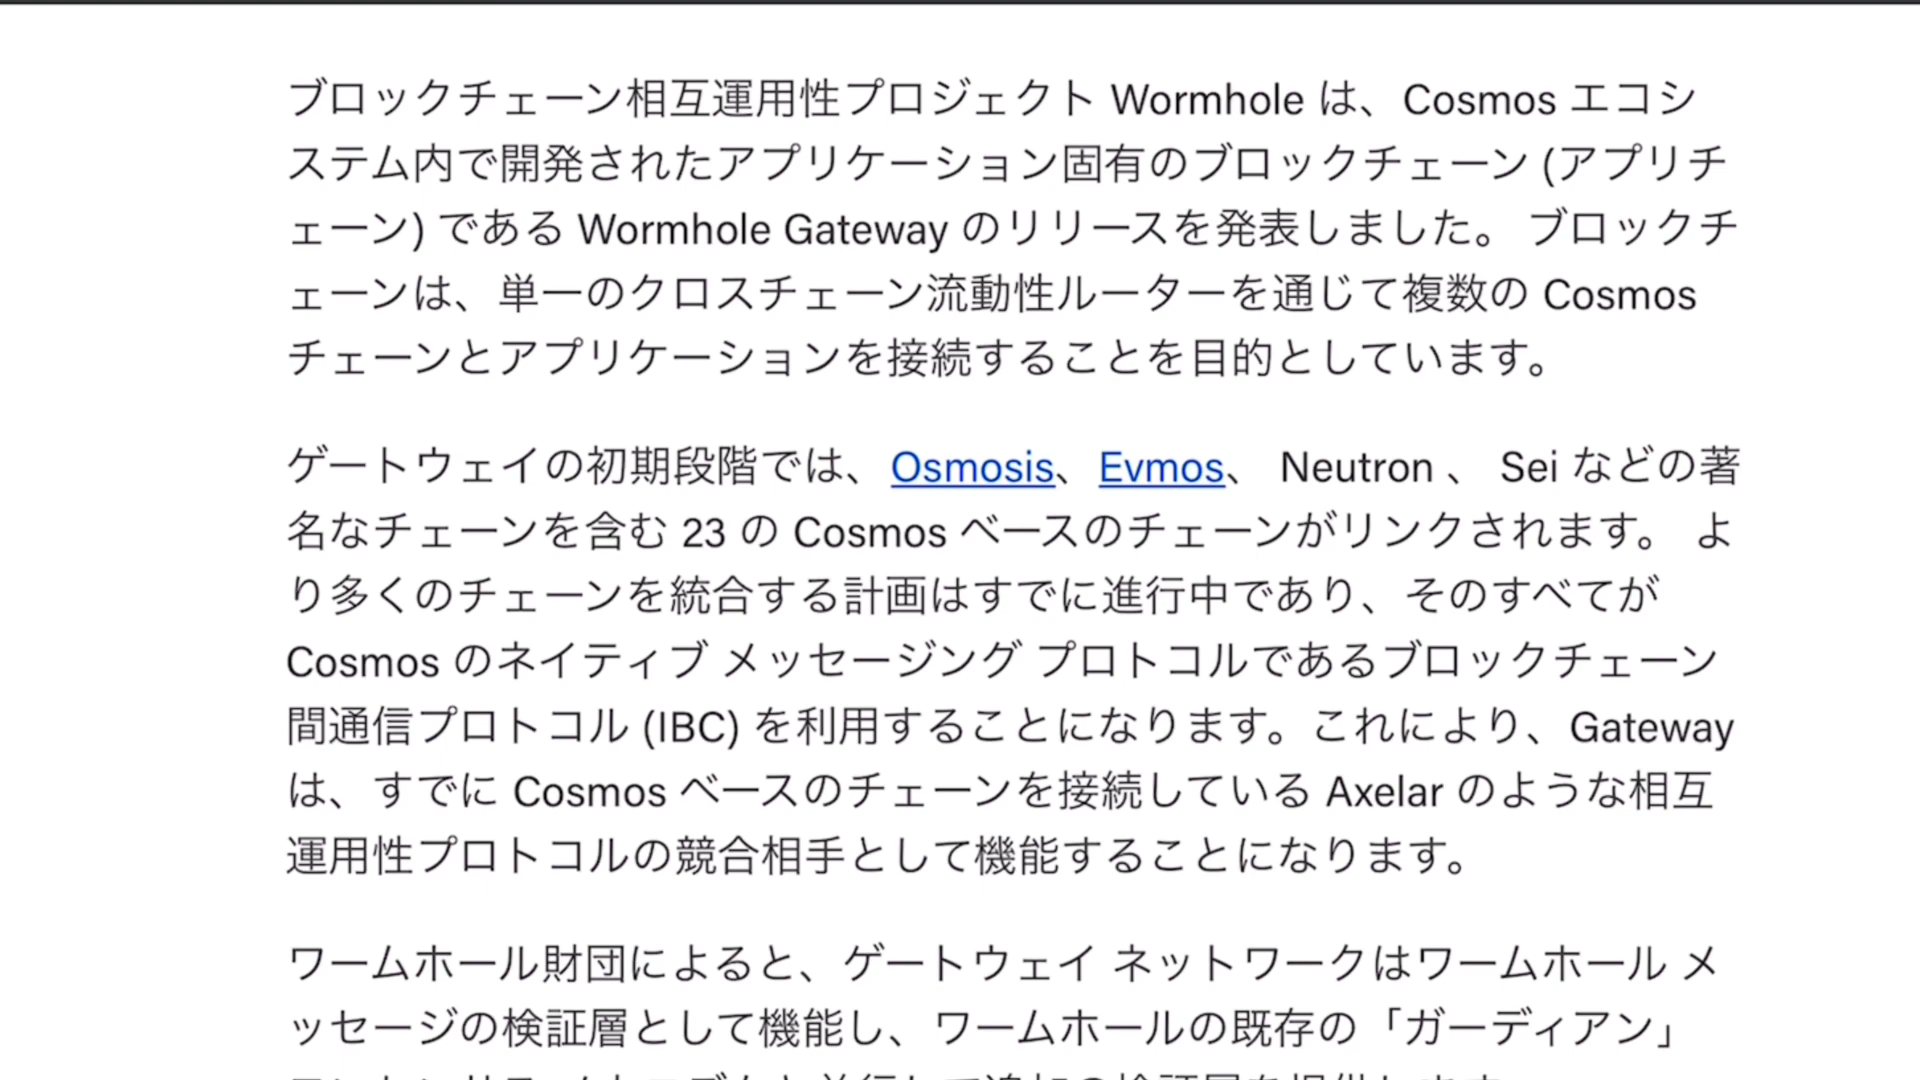 ブロックチェーン相互運用性プロジェクト Wormhole は、Cosmos エコシ
ステム内で開発されたアプリケーション固有のブロックチェーン (アプリチ
ェーン) である Wormhole Gateway のリリースを発表しました。 ブロックチ
ェーンは、単一のクロスチェーン流動性ルーターを通じて複数の Cosmos
チェーンとアプリケーションを接続することを目的としています。
ゲートウェイの初期段階では、Osmosis、Evmos、 Neutron 、 Sei などの著
名なチェーンを含む 23 の Cosmos ベースのチェーンがリンクされます。 よ
り多くのチェーンを統合する計画はすでに進行中であり、そのすべてが
Cosmos のネイティブ メッセージング プロトコルであるブロックチェーン
間通信プロトコル (IBC) を利用することになります。これにより、Gateway
は、すでに Cosmos ベースのチェーンを接続している Axelar のような相互
運用性プロトコルの競合相手として機能することになります。
ワームホール財団によると、ゲートウェイ ネットワークはワームホール メ
ッセージの検証層として機能し、ワームホールの既存の「ガーディアン」